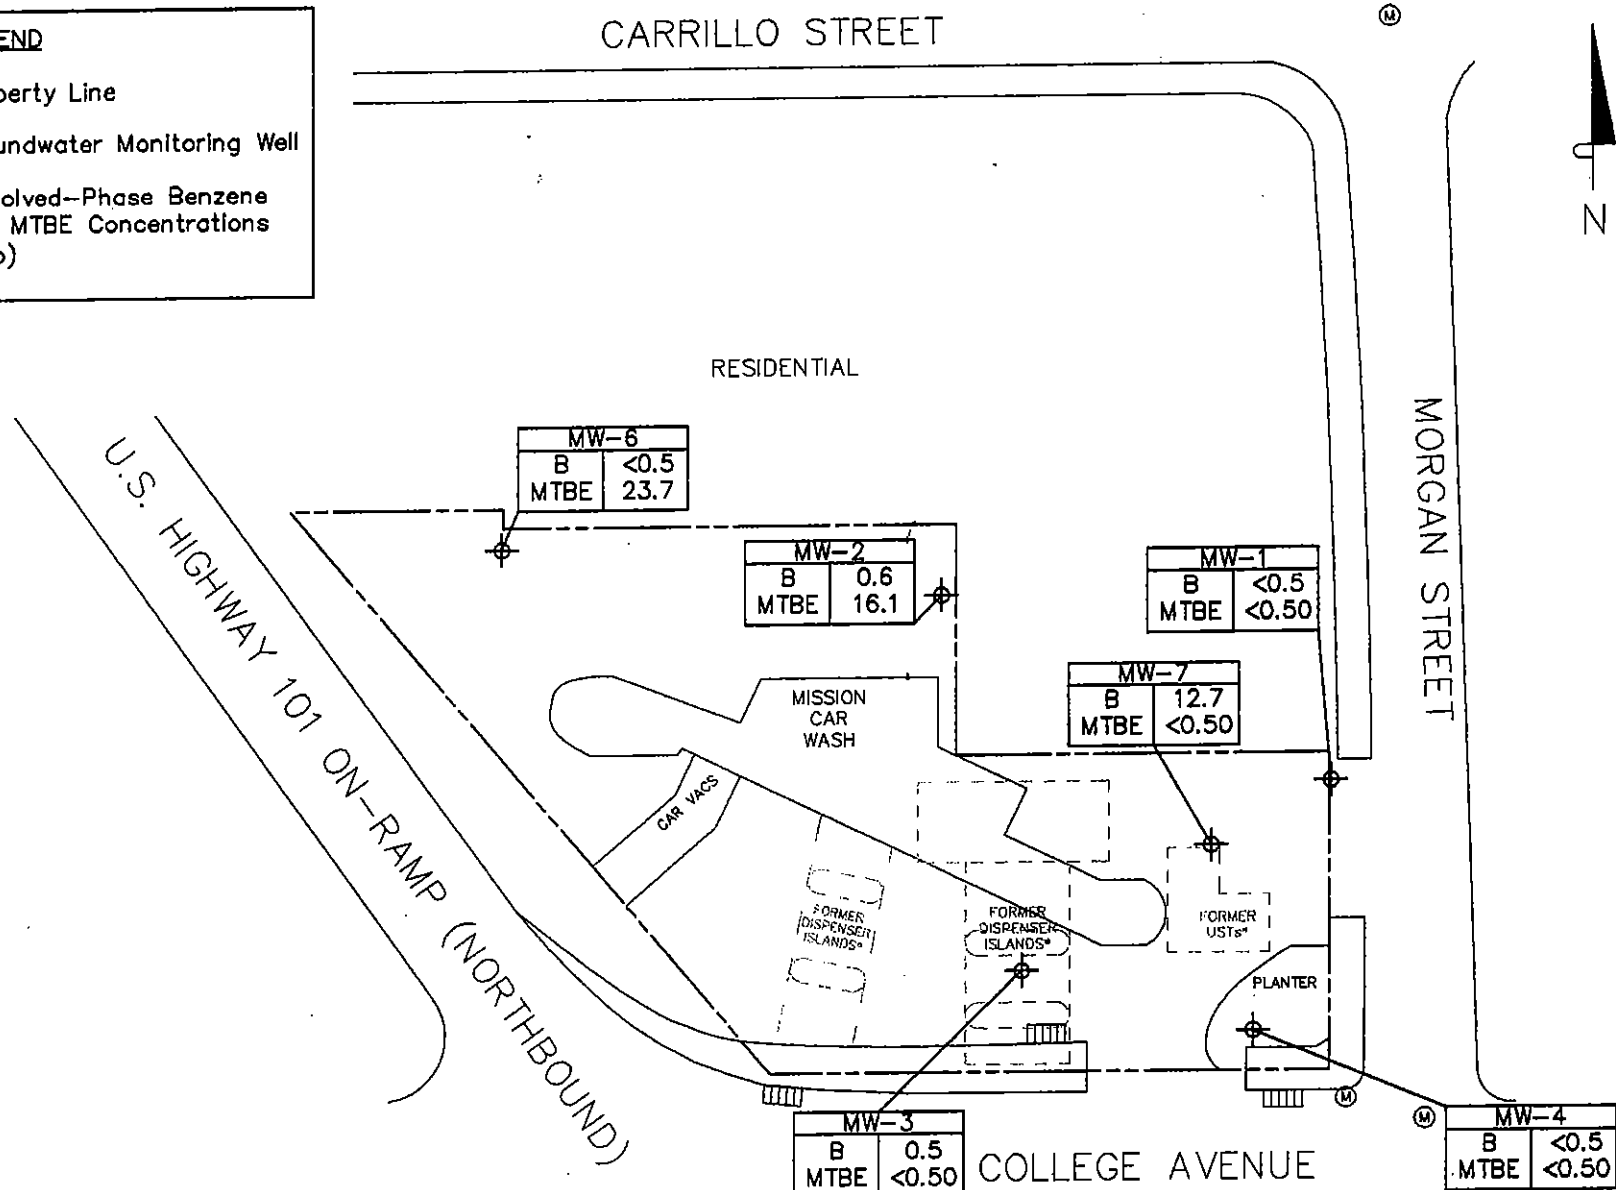 CARRILLO STREET
M
END
perty Line
undwater Monitoring Well
olved-Phase Benzene
MTBE Concentrations
)
N
RESIDENTIAL
MORGAN STREET
U.S. HIGHWAY 101 ON-RAMP (NORTHBOUND)
MW-6
B <0.5
MTBE 23.7
MW-2
B 0.6
MTBE 16.1
MW-1
B <0.5
MTBE <0.50
MW-7
B 12.7
MTBE <0.50
MISSION
CAR
WASH
CAR VACS
FORMER
DISPENSER
ISLANDS*
FORMER
DISPENSER
ISLANDS*
FORMER
USTs*
PLANTER
M
M
MW-3
B 0.5
MTBE <0.50
COLLEGE AVENUE
MW-4
B <0.5
MTBE <0.50